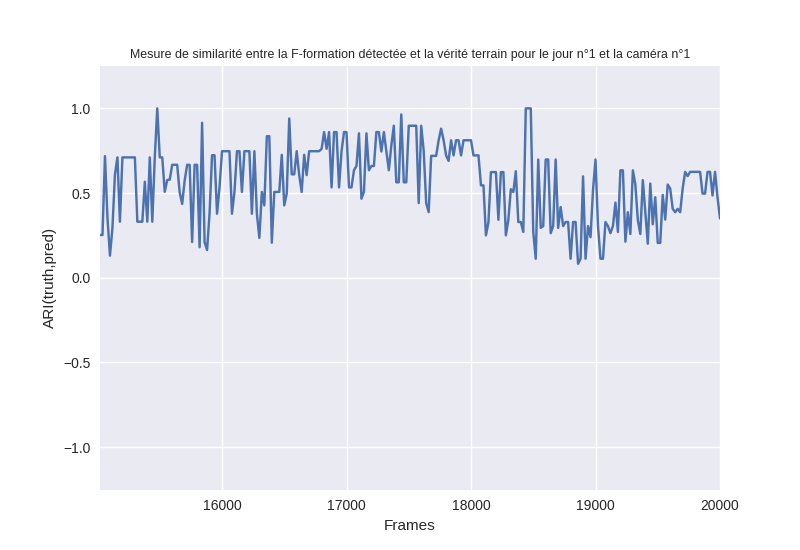 Mesure de similarité entre la F-formation détectée et la vérité terrain pour le jour n°1 et la caméra n°1
1.0
0.5
0.0
−0.5
−1.0
ARI(truth,pred)
16000 17000 18000 19000 20000
Frames